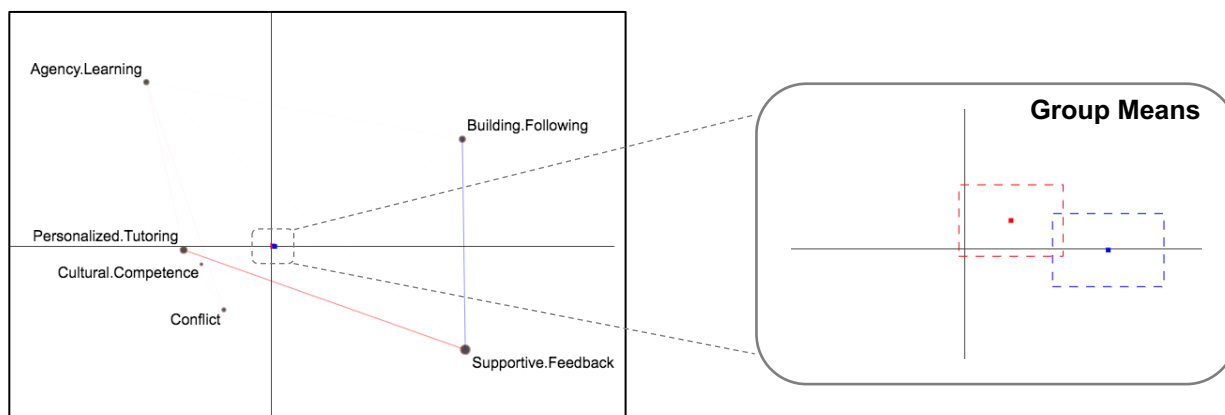 Agency.Learning
Building.Following
Personalized.Tutoring
Cultural.Competence
Conflict
Supportive.Feedback
Group Means